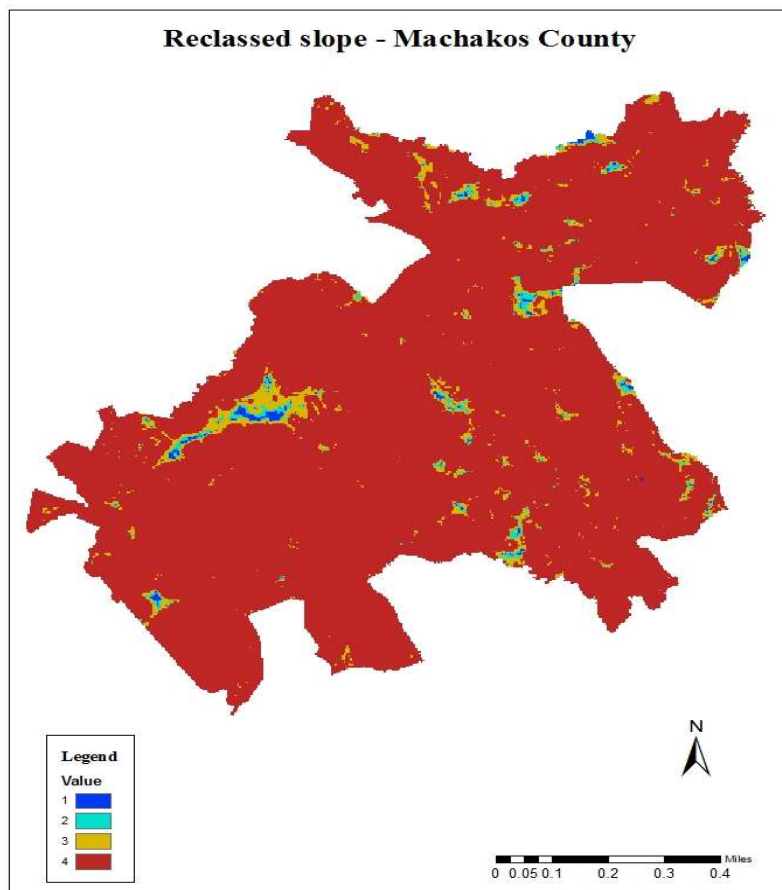 Reclassed slope - Machakos County
N
Legend
Value
1
2
3
4
Miles
0 0.05 0.1 0.2 0.3 0.4